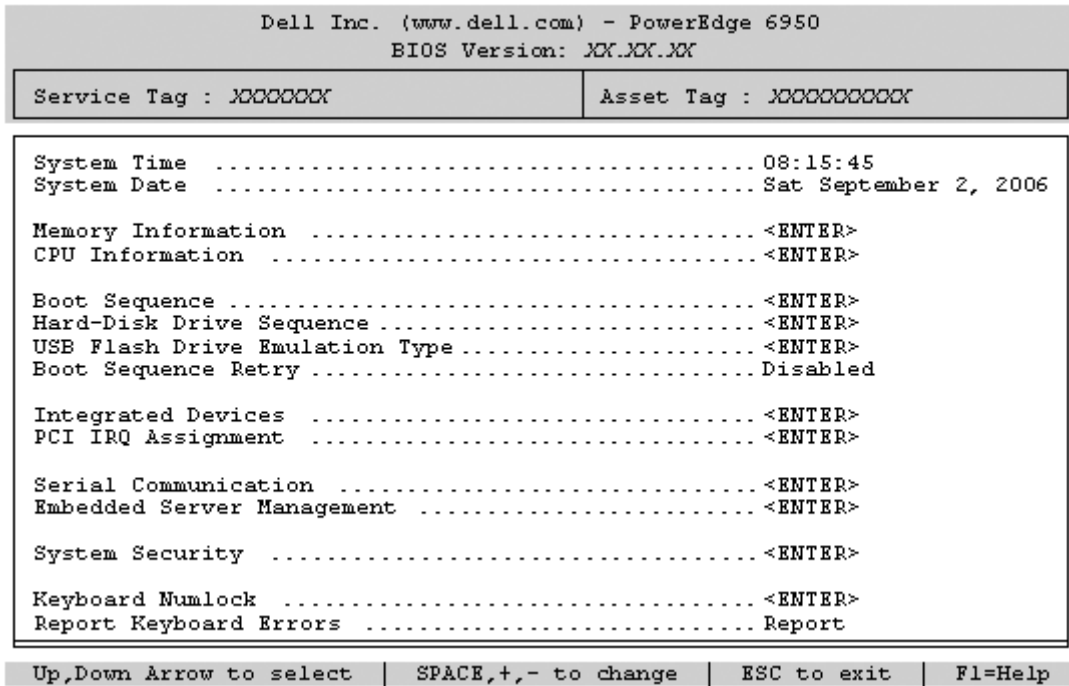 Dell Inc. (www.dell.com) - PowerEdge 6950
BIOS Version: XX.XX.XX
Service Tag : XXXXXXX Asset Tag : XXXXXXXXXX
System Time ........................................08:15:45
System Date ........................................Sat September 2, 2006
Memory Information .................................<ENTER>
CPU Information ....................................<ENTER>
Boot Sequence .......................................<ENTER>
Hard-Disk Drive Sequence ............................<ENTER>
USB Flash Drive Emulation Type ......................<ENTER>
Boot Sequence Retry .................................Disabled
Integrated Devices .................................<ENTER>
PCI IRQ Assignment .................................<ENTER>
Serial Communication ...............................<ENTER>
Embedded Server Management .........................<ENTER>
System Security ....................................<ENTER>
Keyboard Numlock ...................................<ENTER>
Report Keyboard Errors .............................Report
Up,Down Arrow to select | SPACE,+,- to change | ESC to exit | F1=Help